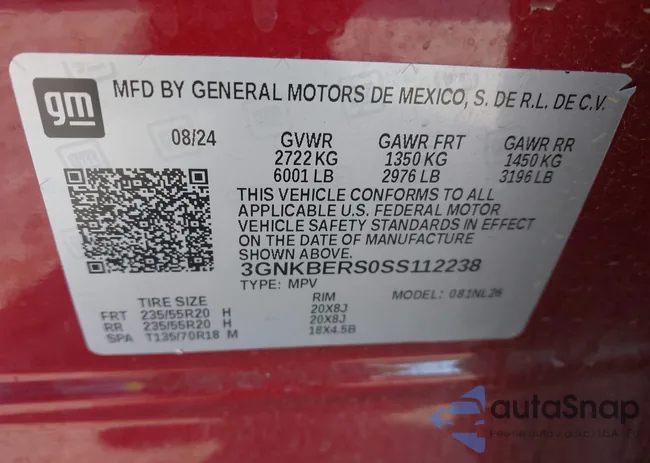 gm
MFD BY GENERAL MOTORS DE MEXICO, S. DE R.L. DE C.V.
08/24 GVWR GAWR FRT GAWR RR
2722 KG 1350 KG 1450 KG
6001 LB 2976 LB 3196 LB
THIS VEHICLE CONFORMS TO ALL
APPLICABLE U.S. FEDERAL MOTOR
VEHICLE SAFETY STANDARDS IN EFFECT
ON THE DATE OF MANUFACTURE
SHOWN ABOVE.
3GNKBERS0SS112238
TYPE: MPV MODEL: 081NL26
TIRE SIZE RIM
FRT 235/55R20 H 20X8J
RR 235/55R20 H 20X8J
SPA T135/70R18 M 18X4.5B
autaSnap